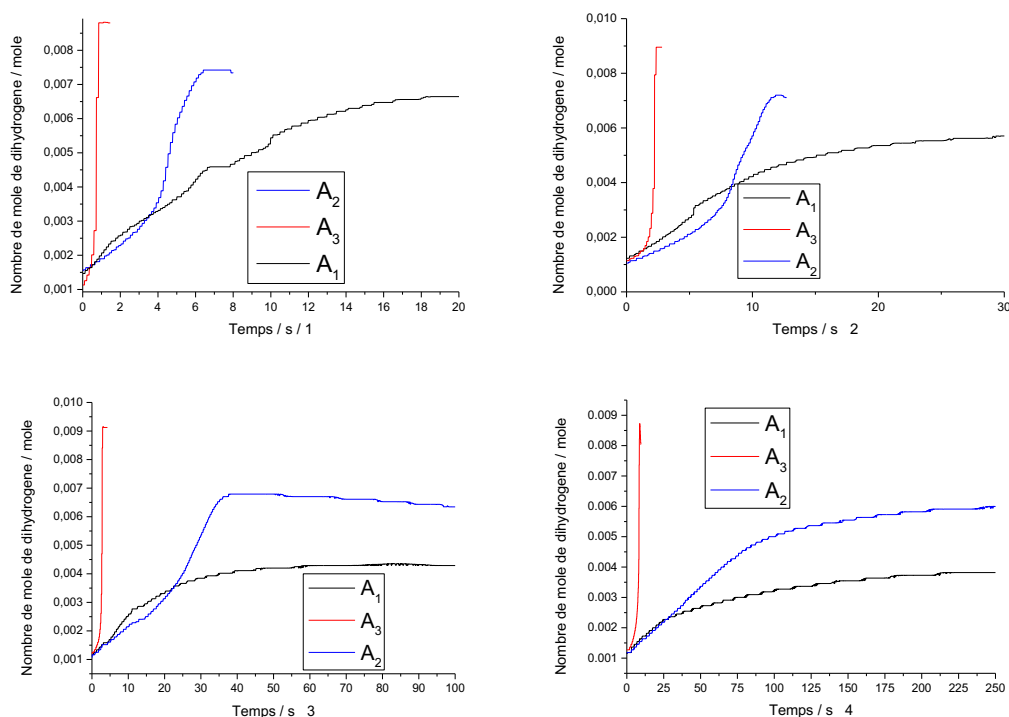 Nombre de mole de dihydrogene / mole
0,008
0,007
0,006
0,005
0,004
0,003
0,002
0,001
0 2 4 6 8 10 12 14 16 18 20
Temps / s / 1
A2
A3
A1
Nombre de mole de dihydrogene / mole
0,010
0,008
0,006
0,004
0,002
0,000
0 10 20 30
Temps / s 2
A1
A3
A2
Nombre de mole de dihydrogene / mole
0,010
0,009
0,008
0,007
0,006
0,005
0,004
0,003
0,002
0,001
0 10 20 30 40 50 60 70 80 90 100
Temps / s 3
A1
A3
A2
Nombre de mole de dihydrogene / mole
0.009
0.008
0.007
0.006
0.005
0.004
0.003
0.002
0.001
0 25 50 75 100 125 150 175 200 225 250
Temps / s 4
A1
A3
A2